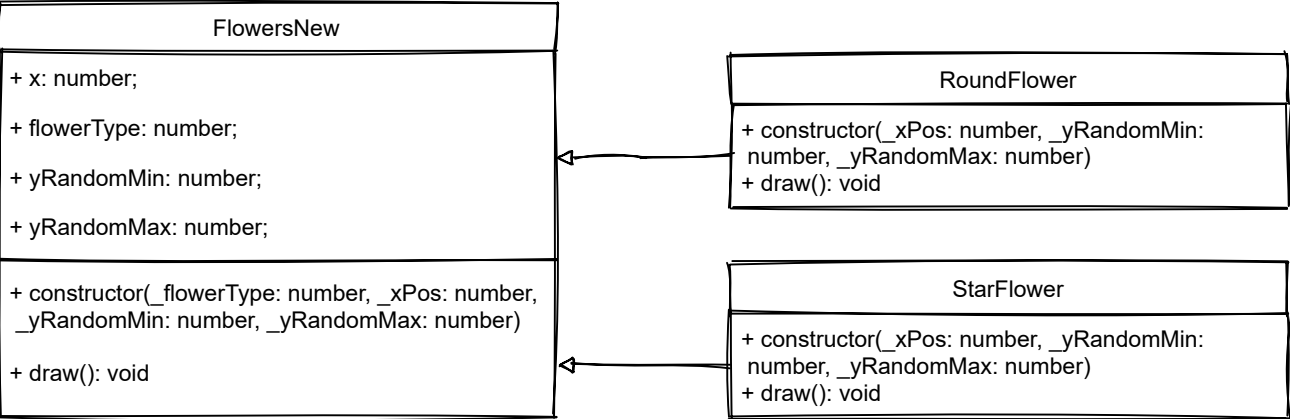 FlowersNew
+ x: number;
+ flowerType: number;
+ yRandomMin: number;
+ yRandomMax: number;
+ constructor(_flowerType: number, _xPos: number,
_yRandomMin: number, _yRandomMax: number)
+ draw(): void
RoundFlower
+ constructor(_xPos: number, _yRandomMin:
number, _yRandomMax: number)
+ draw(): void
StarFlower
+ constructor(_xPos: number, _yRandomMin:
number, _yRandomMax: number)
+ draw(): void